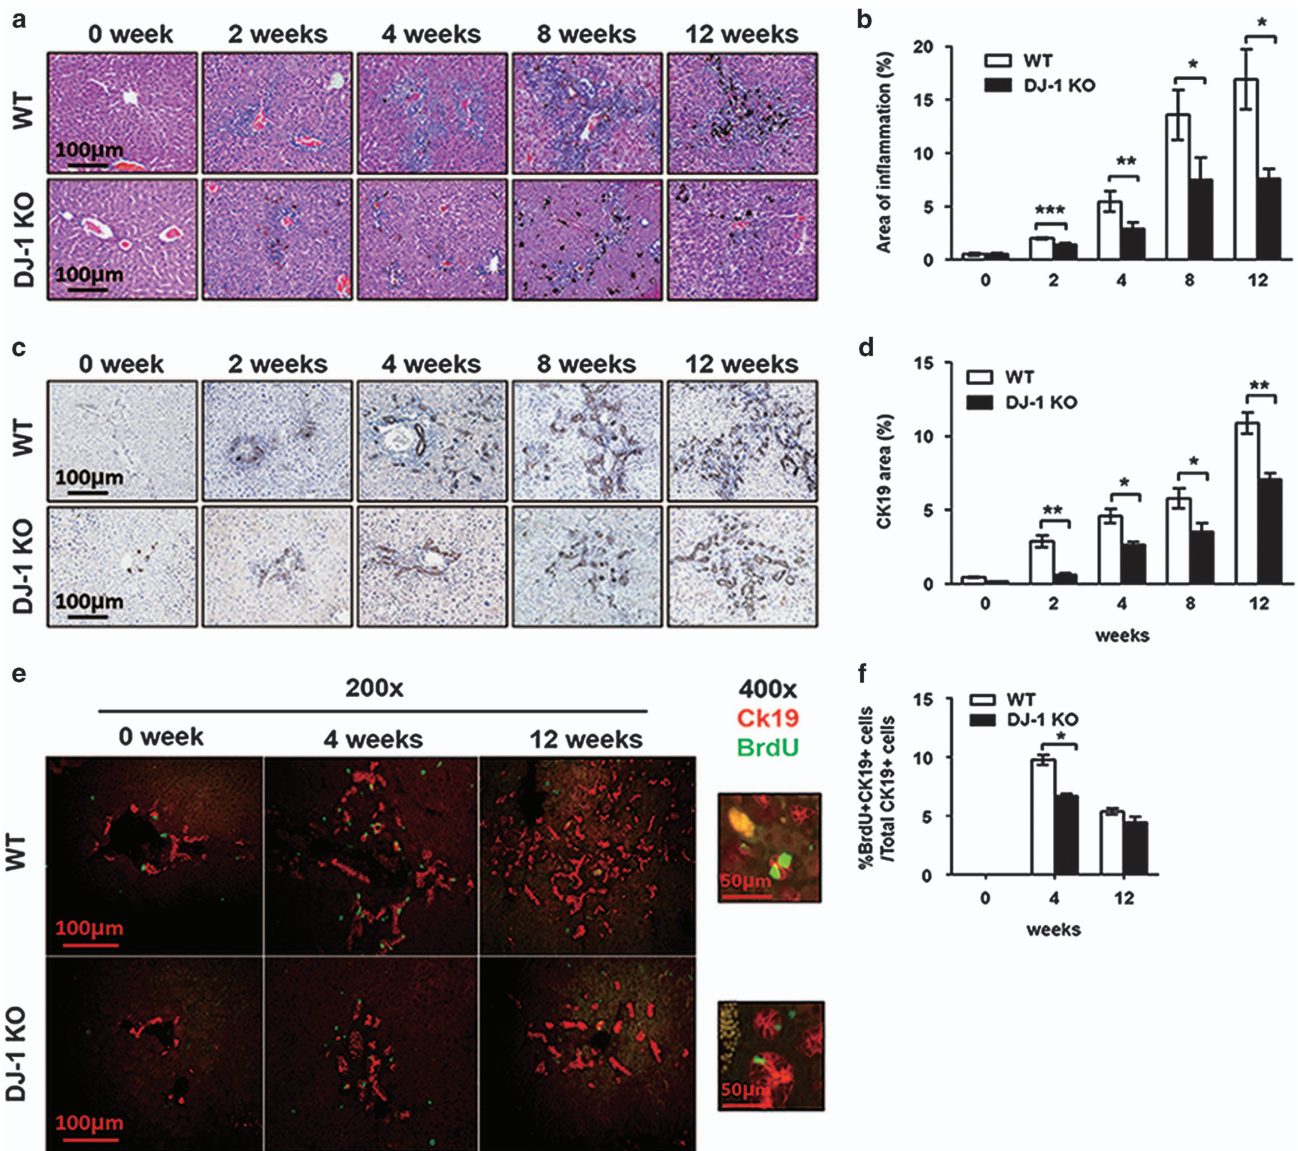 a
0 week 2 weeks 4 weeks 8 weeks 12 weeks
WT
100μm
DJ-1 KO
100μm
b
20
15
10
5
0
Area of inflammation (%)
WT
DJ-1 KO
***
**
*
*
0 2 4 8 12
c
0 week 2 weeks 4 weeks 8 weeks 12 weeks
WT
100μm
DJ-1 KO
100μm
d
15
10
5
0
CK19 area (%)
WT
DJ-1 KO
**
*
*
**
0 2 4 8 12
weeks
e
200x
0 week 4 weeks 12 weeks
400x
Ck19
BrdU
WT
100μm
50μm
DJ-1 KO
100μm
50μm
f
15
10
5
0
%BrdU+CK19+ cells
/Total CK19+ cells
WT
DJ-1 KO
*
0 4 12
weeks